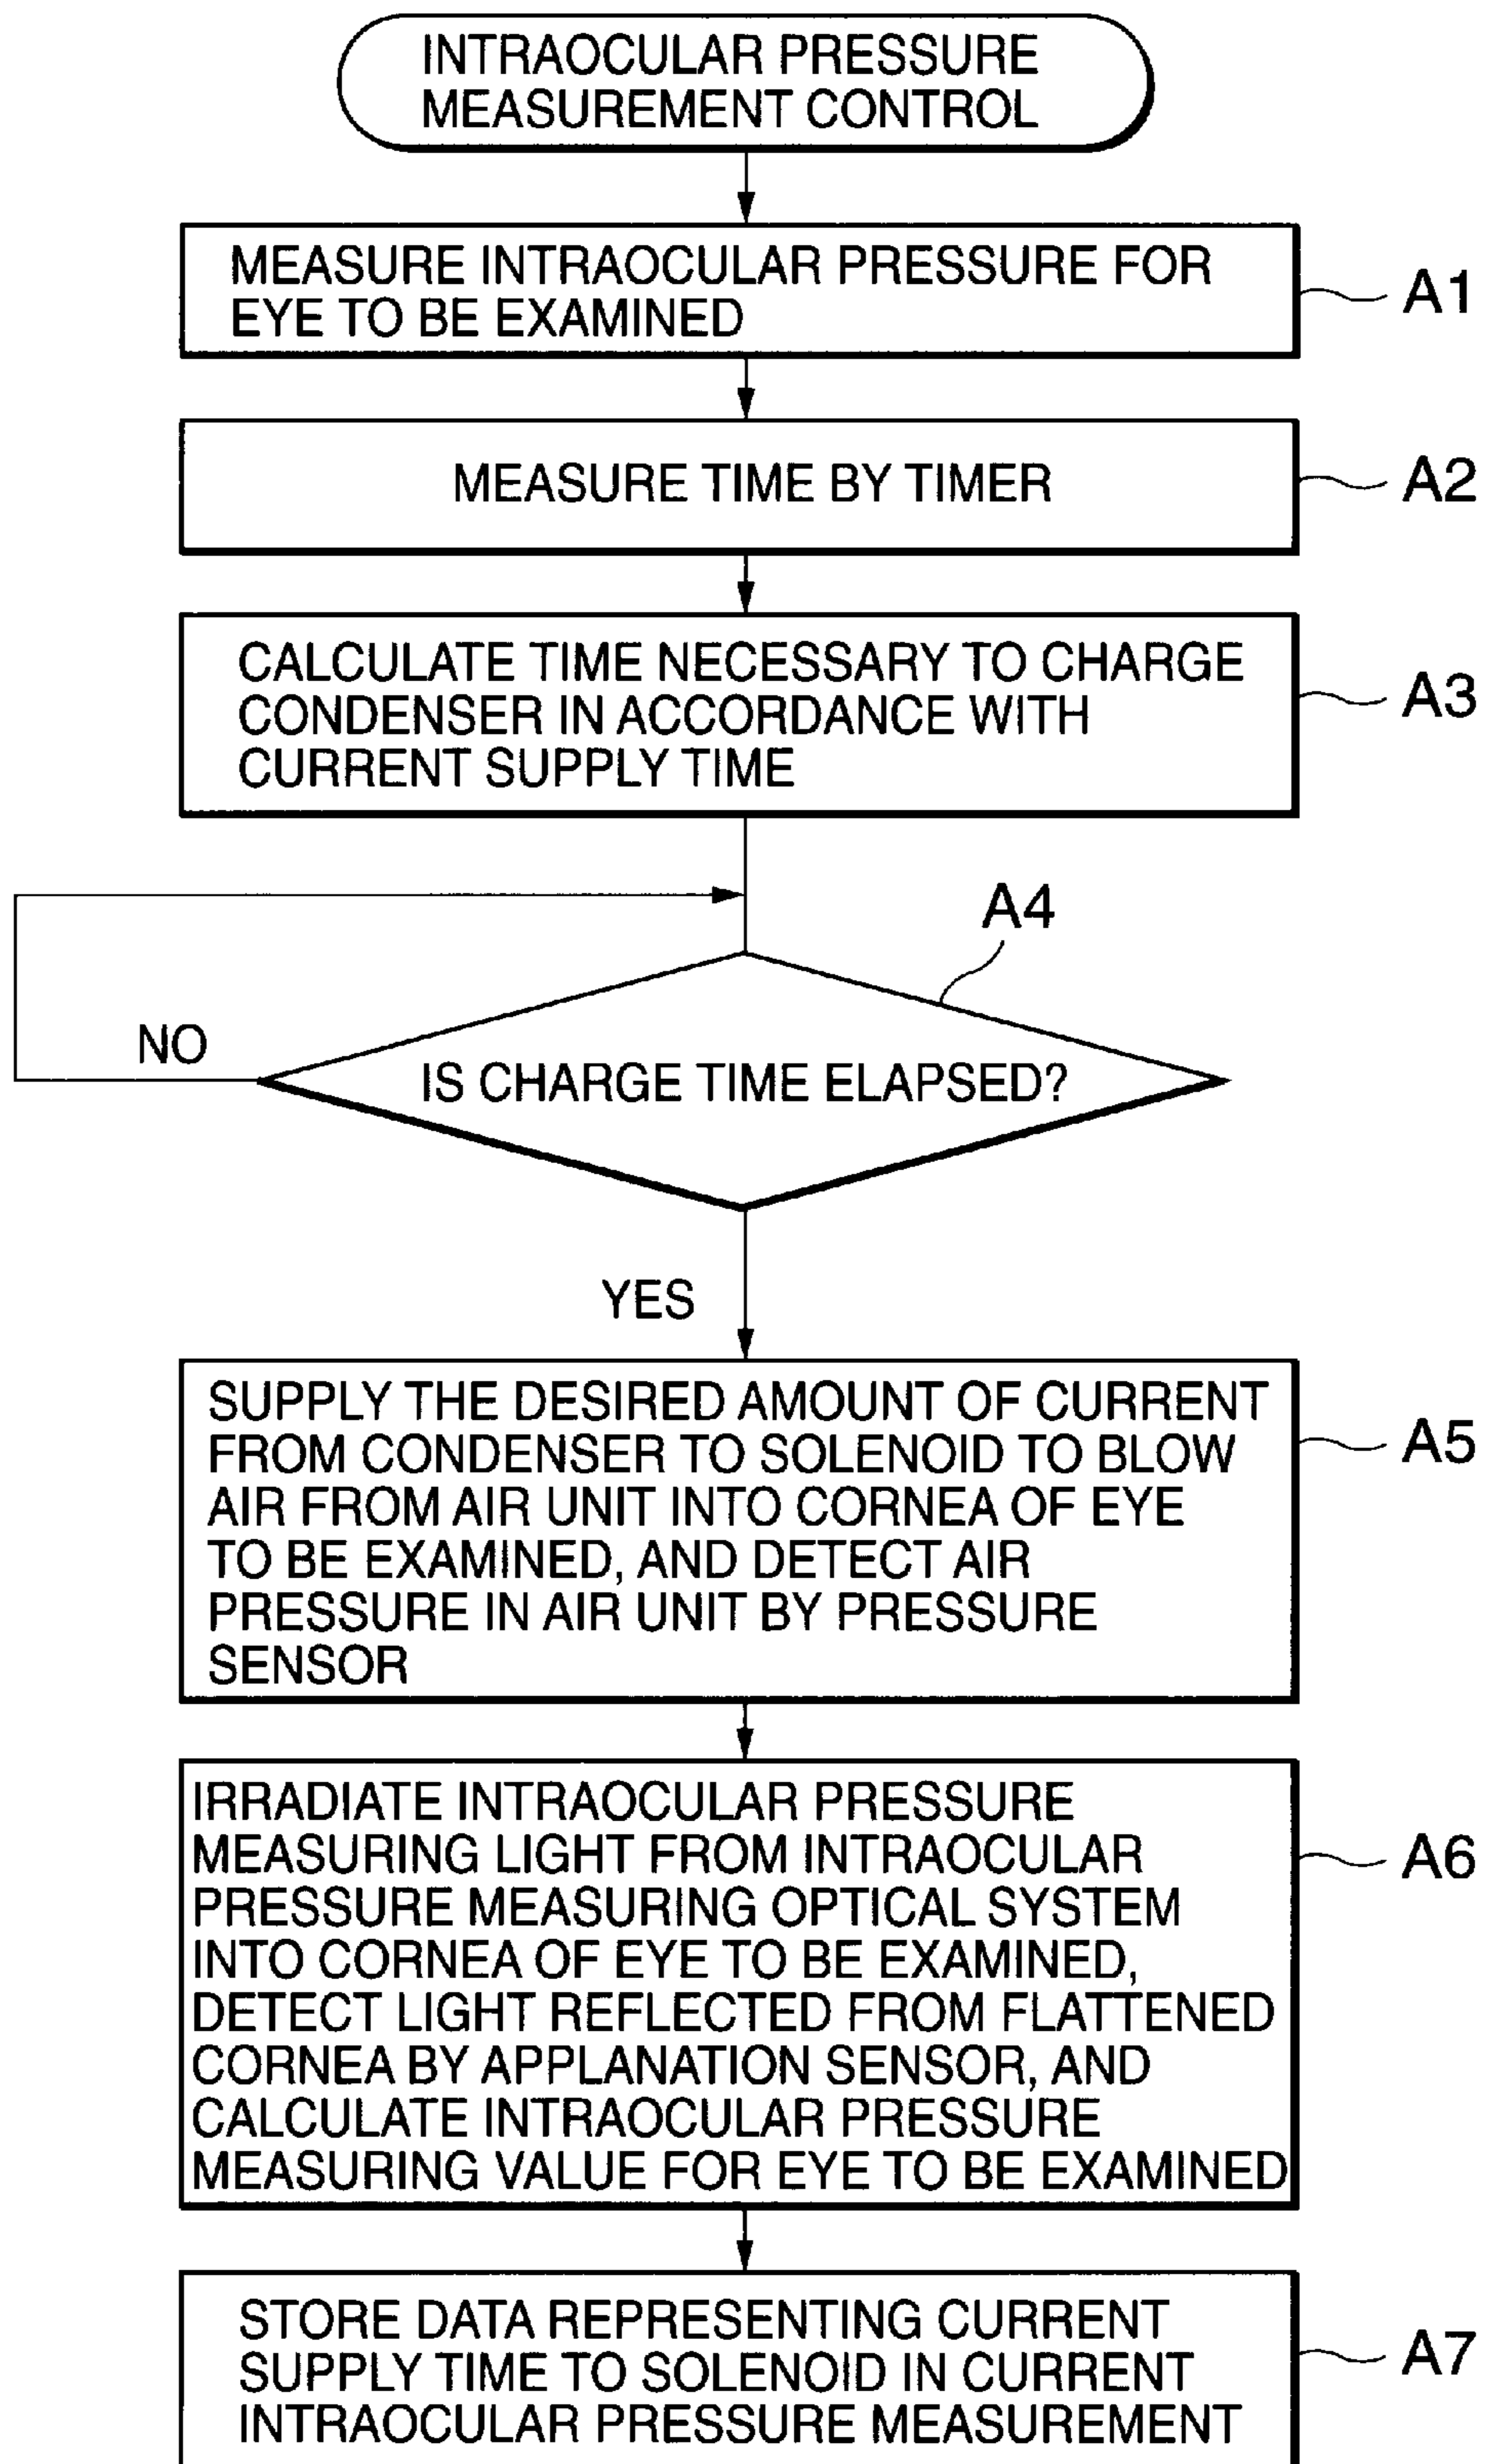 INTRAOCULAR PRESSURE
MEASUREMENT CONTROL
MEASURE INTRAOCULAR PRESSURE FOR
EYE TO BE EXAMINED
A1
MEASURE TIME BY TIMER
A2
CALCULATE TIME NECESSARY TO CHARGE
CONDENSER IN ACCORDANCE WITH
CURRENT SUPPLY TIME
A3
A4
NO
IS CHARGE TIME ELAPSED?
YES
SUPPLY THE DESIRED AMOUNT OF CURRENT
FROM CONDENSER TO SOLENOID TO BLOW
AIR FROM AIR UNIT INTO CORNEA OF EYE
TO BE EXAMINED, AND DETECT AIR
PRESSURE IN AIR UNIT BY PRESSURE
SENSOR
A5
IRRADIATE INTRAOCULAR PRESSURE
MEASURING LIGHT FROM INTRAOCULAR
PRESSURE MEASURING OPTICAL SYSTEM
INTO CORNEA OF EYE TO BE EXAMINED,
DETECT LIGHT REFLECTED FROM FLATTENED
CORNEA BY APPLANATION SENSOR, AND
CALCULATE INTRAOCULAR PRESSURE
MEASURING VALUE FOR EYE TO BE EXAMINED
A6
STORE DATA REPRESENTING CURRENT
SUPPLY TIME TO SOLENOID IN CURRENT
INTRAOCULAR PRESSURE MEASUREMENT
A7